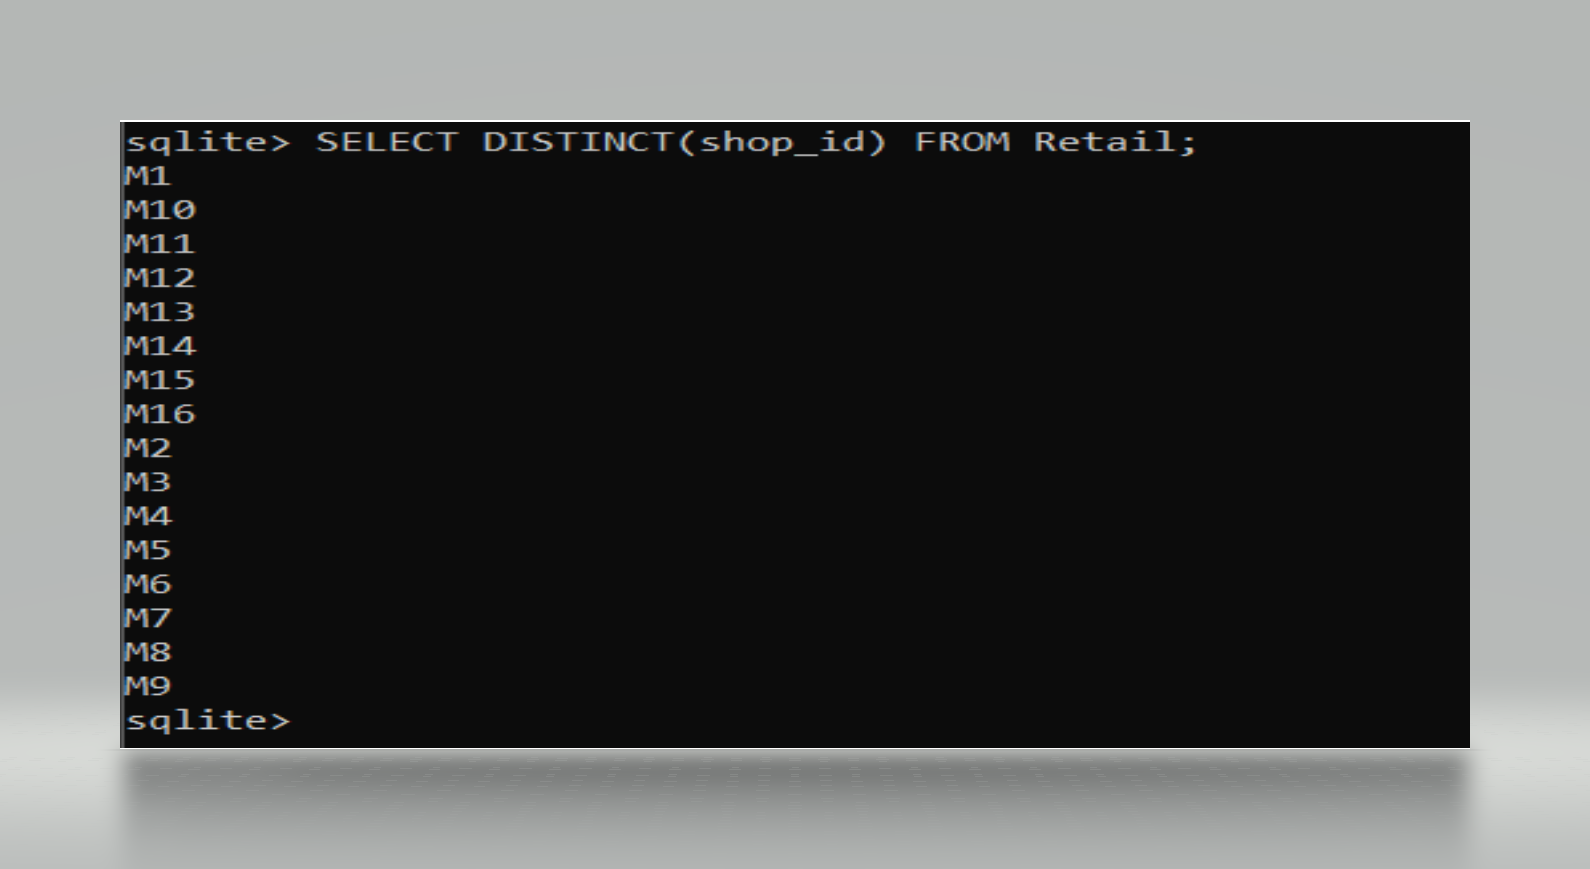 sqlite> SELECT DISTINCT(shop_id) FROM Retail;
M1
M10
M11
M12
M13
M14
M15
M16
M2
M3
M4
M5
M6
M7
M8
M9
sqlite>